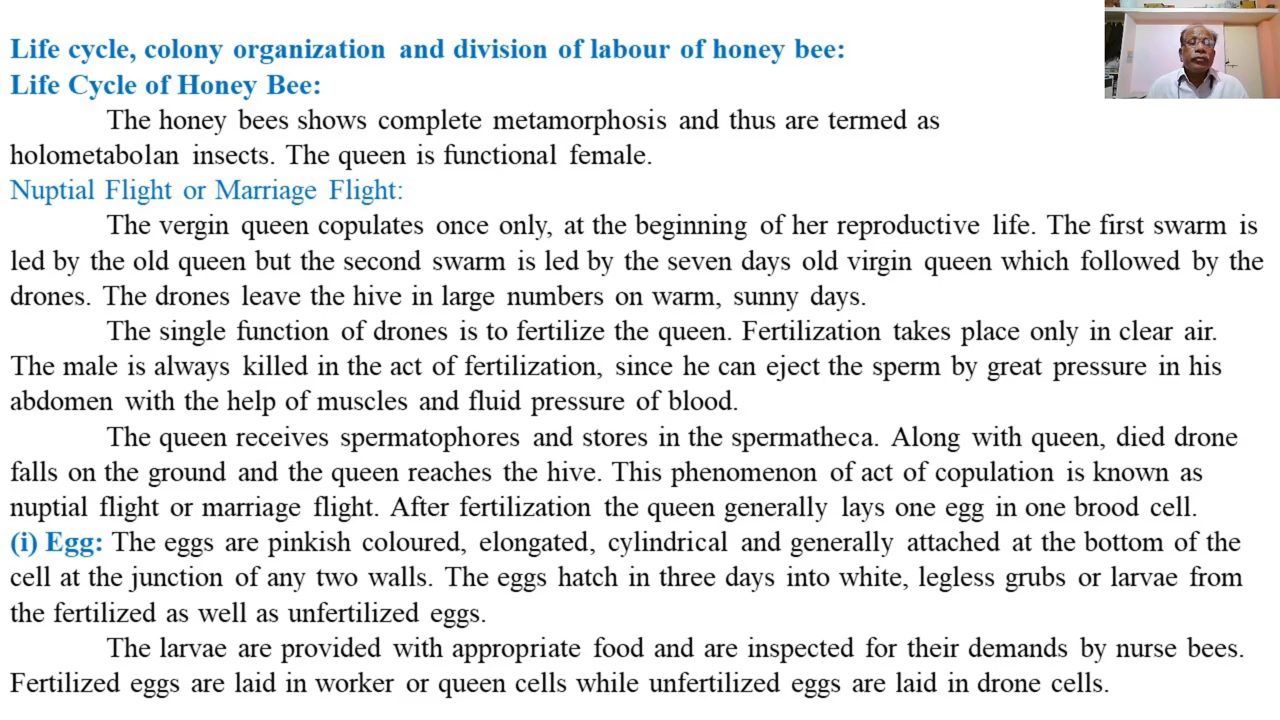 Life cycle, colony organization and division of labour of honey bee:
Life Cycle of Honey Bee:
The honey bees shows complete metamorphosis and thus are termed as
holometabolan insects. The queen is functional female.
Nuptial Flight or Marriage Flight:
The vergin queen copulates once only, at the beginning of her reproductive life. The first swarm is
led by the old queen but the second swarm is led by the seven days old virgin queen which followed by the
drones. The drones leave the hive in large numbers on warm, sunny days.
The single function of drones is to fertilize the queen. Fertilization takes place only in clear air.
The male is always killed in the act of fertilization, since he can eject the sperm by great pressure in his
abdomen with the help of muscles and fluid pressure of blood.
The queen receives spermatophores and stores in the spermatheca. Along with queen, died drone
falls on the ground and the queen reaches the hive. This phenomenon of act of copulation is known as
nuptial flight or marriage flight. After fertilization the queen generally lays one egg in one brood cell.
(i) Egg: The eggs are pinkish coloured, elongated, cylindrical and generally attached at the bottom of the
cell at the junction of any two walls. The eggs hatch in three days into white, legless grubs or larvae from
the fertilized as well as unfertilized eggs.
The larvae are provided with appropriate food and are inspected for their demands by nurse bees.
Fertilized eggs are laid in worker or queen cells while unfertilized eggs are laid in drone cells.